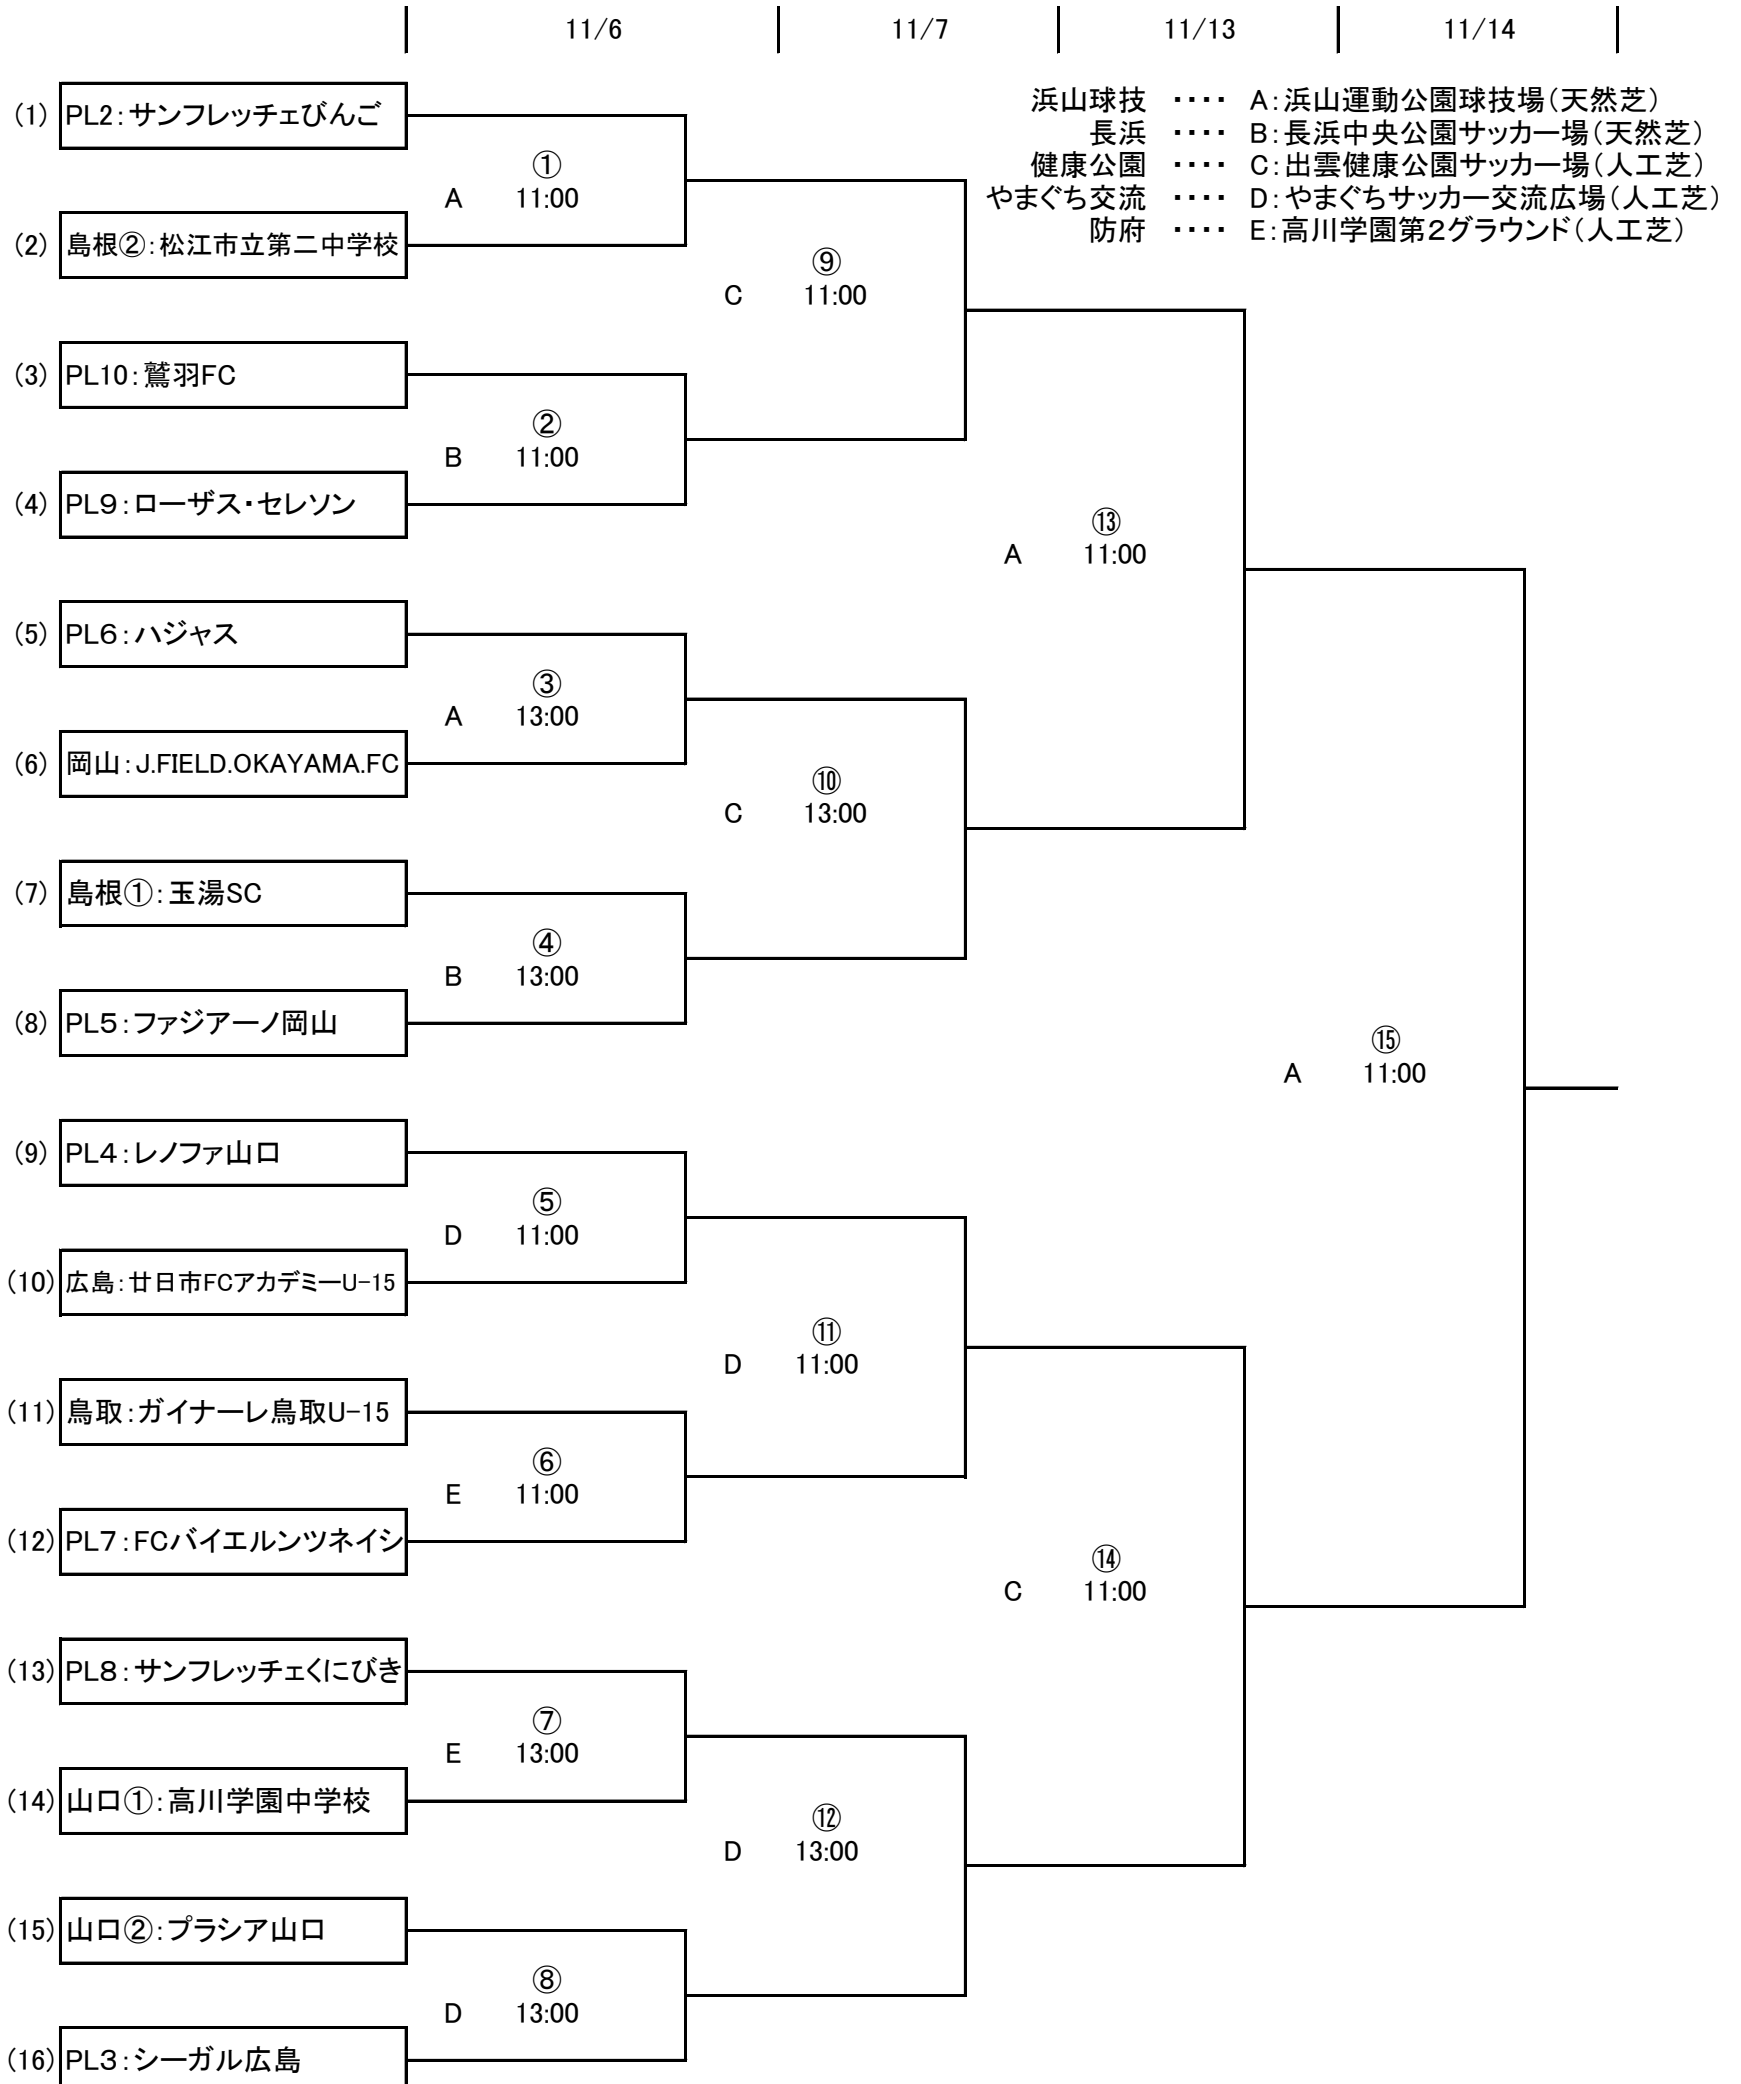 11/6 11/7 11/13 11/14
浜山球技 ････ A：浜山運動公園球技場（天然芝）
長浜 ････ B：長浜中央公園サッカー場（天然芝）
健康公園 ････ C：出雲健康公園サッカー場（人工芝）
やまぐち交流 ････ D：やまぐちサッカー交流広場（人工芝）
防府 ････ E：高川学園第２グラウンド（人工芝）
(1) PL2：サンフレッチェびんご
①
A 11:00
(2) 島根②：松江市立第二中学校
⑨
C 11:00
(3) PL10：鷲羽FC
②
B 11:00
(4) PL９：ローザス・セレソン
⑬
A 11:00
(5) PL６：ハジャス
③
A 13:00
(6) 岡山：J.FIELD.OKAYAMA.FC
⑩
C 13:00
(7) 島根①：玉湯SC
④
B 13:00
(8) PL５：ファジアーノ岡山
⑮
A 11:00
(9) PL４：レノファ山口
⑤
D 11:00
(10) 広島：廿日市FCアカデミーU-15
⑪
D 11:00
(11) 鳥取：ガイナーレ鳥取U-15
⑥
E 11:00
(12) PL７：FCバイエルンツネイシ
⑭
C 11:00
(13) PL８：サンフレッチェくにびき
⑦
E 13:00
(14) 山口①：高川学園中学校
⑫
D 13:00
(15) 山口②：プラシア山口
⑧
D 13:00
(16) PL３：シーガル広島